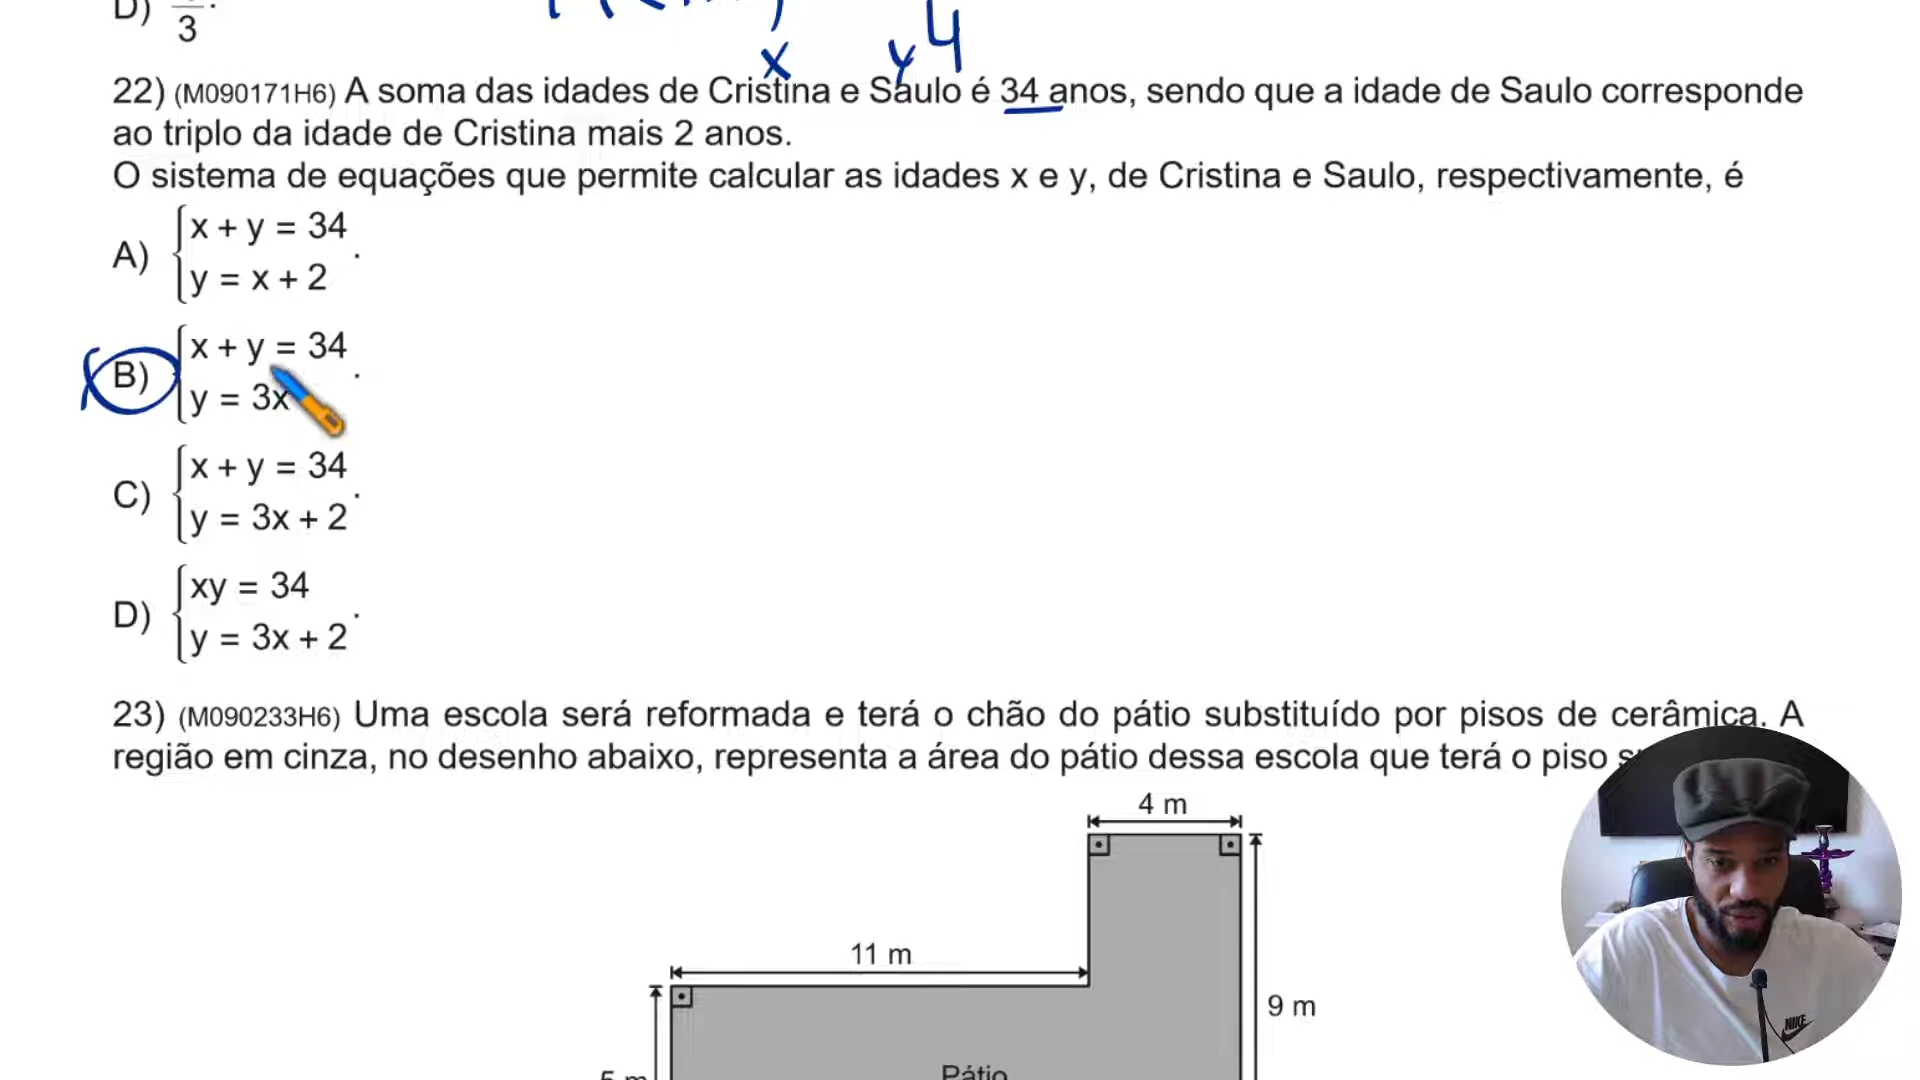 D) 3.
x y 4
22) (M090171H6) A soma das idades de Cristina e Saulo é 34 anos, sendo que a idade de Saulo corresponde
ao triplo da idade de Cristina mais 2 anos.
O sistema de equações que permite calcular as idades x e y, de Cristina e Saulo, respectivamente, é
A) { x + y = 34
y = x + 2 .
B) { x + y = 34
y = 3x .
C) { x + y = 34
y = 3x + 2 .
D) { xy = 34
y = 3x + 2 .
23) (M090233H6) Uma escola será reformada e terá o chão do pátio substituído por pisos de cerâmica. A
região em cinza, no desenho abaixo, representa a área do pátio dessa escola que terá o piso
4 m
11 m
9 m
5 m
Pátio
NIKE